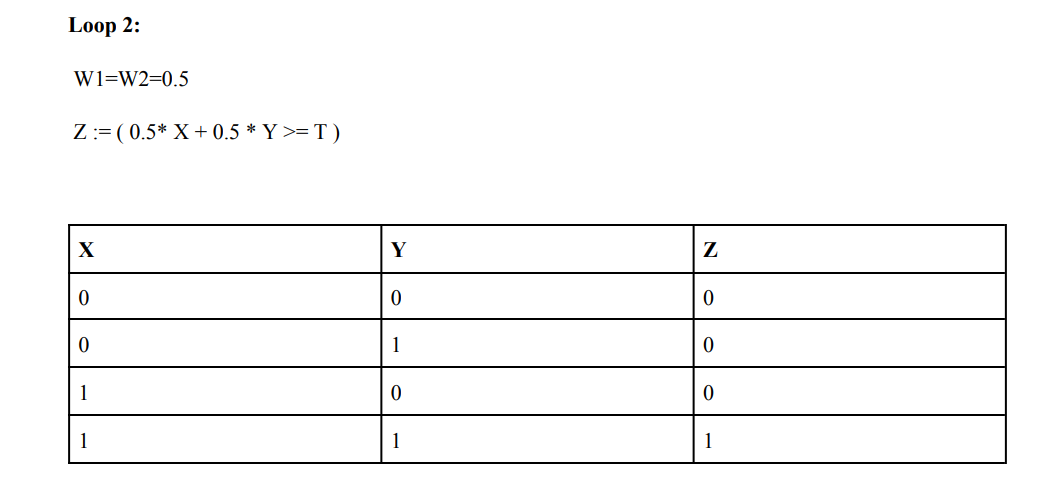 Loop 2:
W1=W2=0.5
Z := ( 0.5* X + 0.5 * Y >= T )
X Y Z
0 0 0
0 1 0
1 0 0
1 1 1